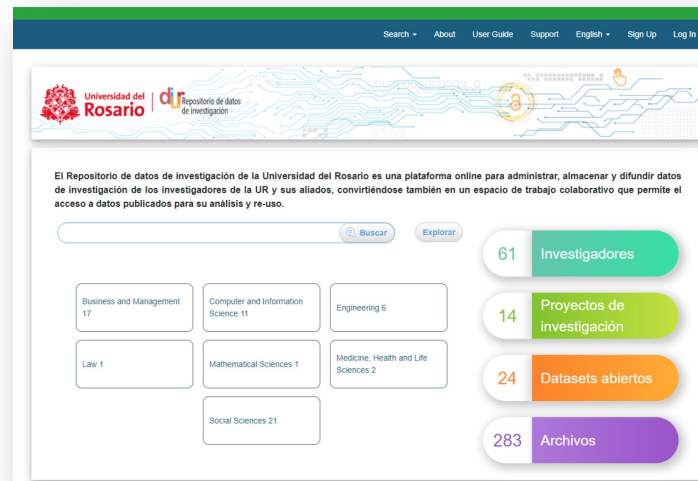 Search About User Guide Support English Sign Up Log In
Universidad del
Rosario
dir Repositorio de datos
de investigación
El Repositorio de datos de investigación de la Universidad del Rosario es una plataforma online para administrar, almacenar y difundir datos
de investigación de los investigadores de la UR y sus aliados, convirtiéndose también en un espacio de trabajo colaborativo que permite el
acceso a datos publicados para su análisis y re-uso.
Buscar Explorar
61 Investigadores
Business and Management
17
Computer and Information
Science 11
Engineering 6
14 Proyectos de
investigación
Law 1
Mathematical Sciences 1
Medicine, Health and Life
Sciences 2
24 Datasets abiertos
Social Sciences 21
283 Archivos